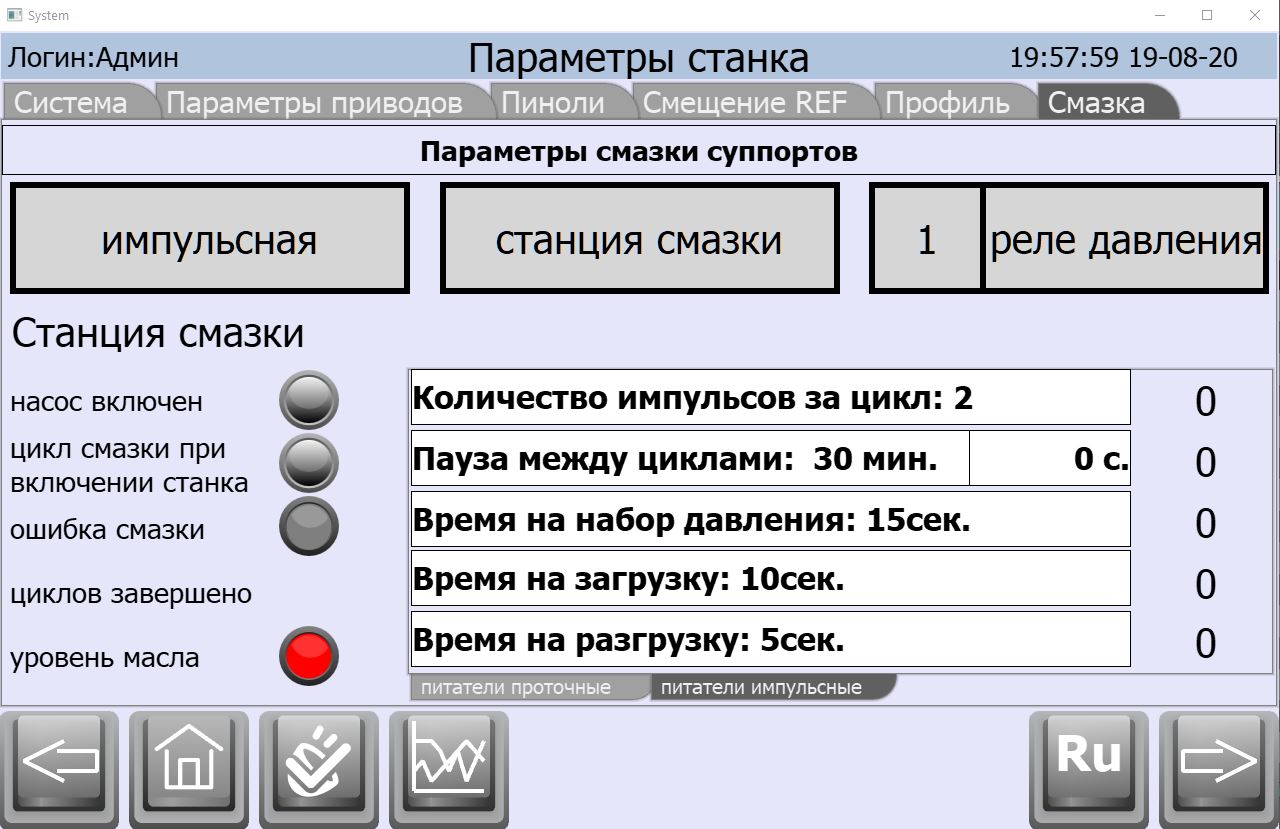 System
Логин:Админ
Параметры станка
19:57:59 19-08-20
Система
Параметры приводов
Пиноли
Смещение REF
Профиль
Смазка
Параметры смазки суппортов
импульсная
станция смазки
1
реле давления
Станция смазки
насос включен
цикл смазки при
включении станка
ошибка смазки
циклов завершено
уровень масла
Количество импульсов за цикл: 2
0
Пауза между циклами: 30 мин.
0 с.
0
Время на набор давления: 15сек.
0
Время на загрузку: 10сек.
0
Время на разгрузку: 5сек.
0
питатели проточные
питатели импульсные
Ru